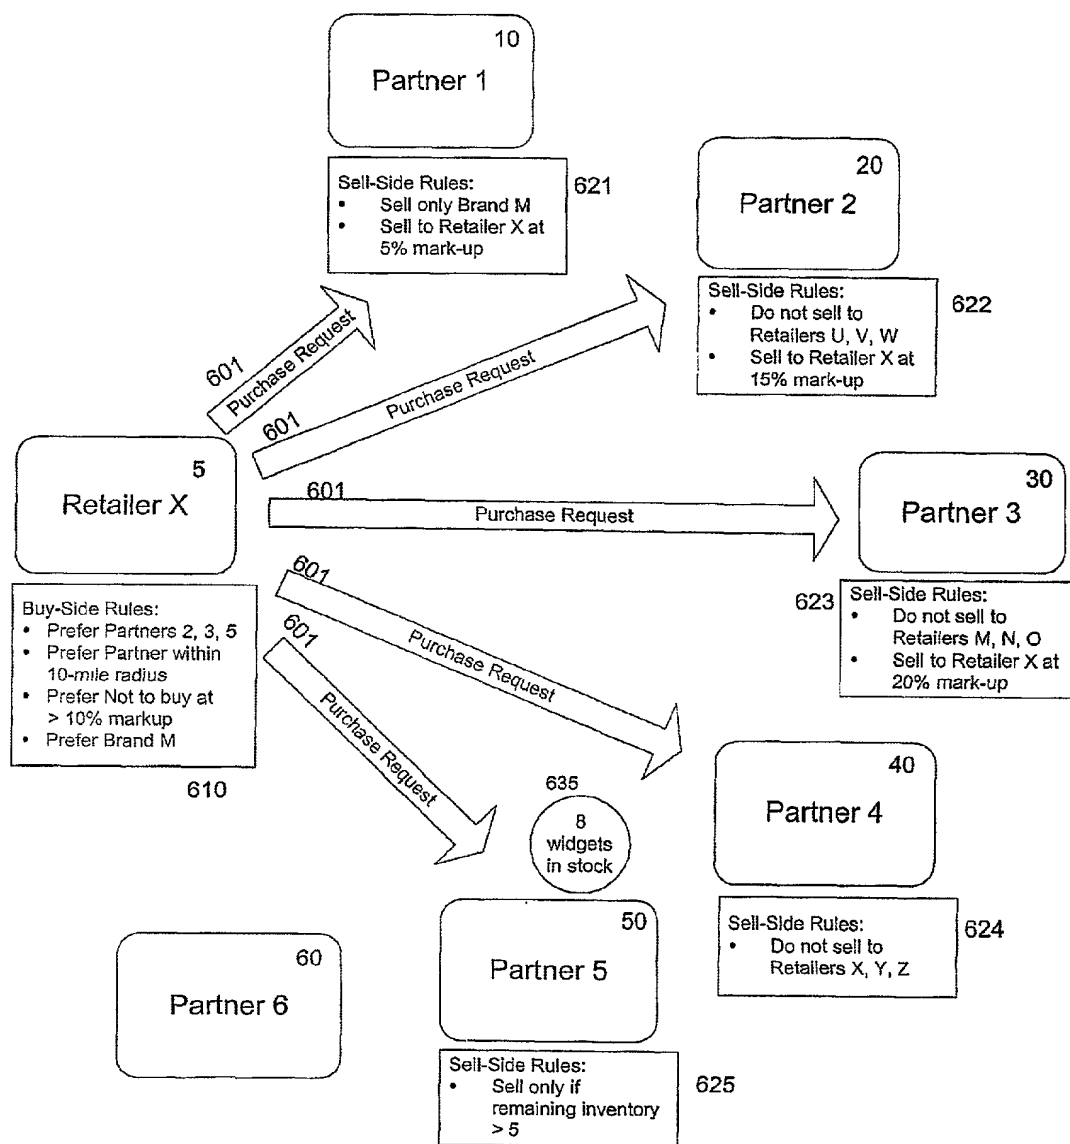 10
Partner 1
Sell-Side Rules:
• Sell only Brand M
• Sell to Retailer X at
5% mark-up
621
20
Partner 2
Sell-Side Rules:
• Do not sell to
Retailers U, V, W
• Sell to Retailer X at
15% mark-up
622
601
Purchase Request
601
Purchase Request
5
Retailer X
601
Purchase Request
30
Partner 3
Buy-Side Rules:
• Prefer Partners 2, 3, 5
• Prefer Partner within
10-mile radius
• Prefer Not to buy at
> 10% markup
• Prefer Brand M
610
601
Purchase Request
601
Purchase Request
623
Sell-Side Rules:
• Do not sell to
Retailers M, N, O
• Sell to Retailer X at
20% mark-up
635
8
widgets
in stock
40
Partner 4
Sell-Side Rules:
• Do not sell to
Retailers X, Y, Z
624
60
Partner 6
50
Partner 5
Sell-Side Rules:
• Sell only if
remaining inventory
> 5
625